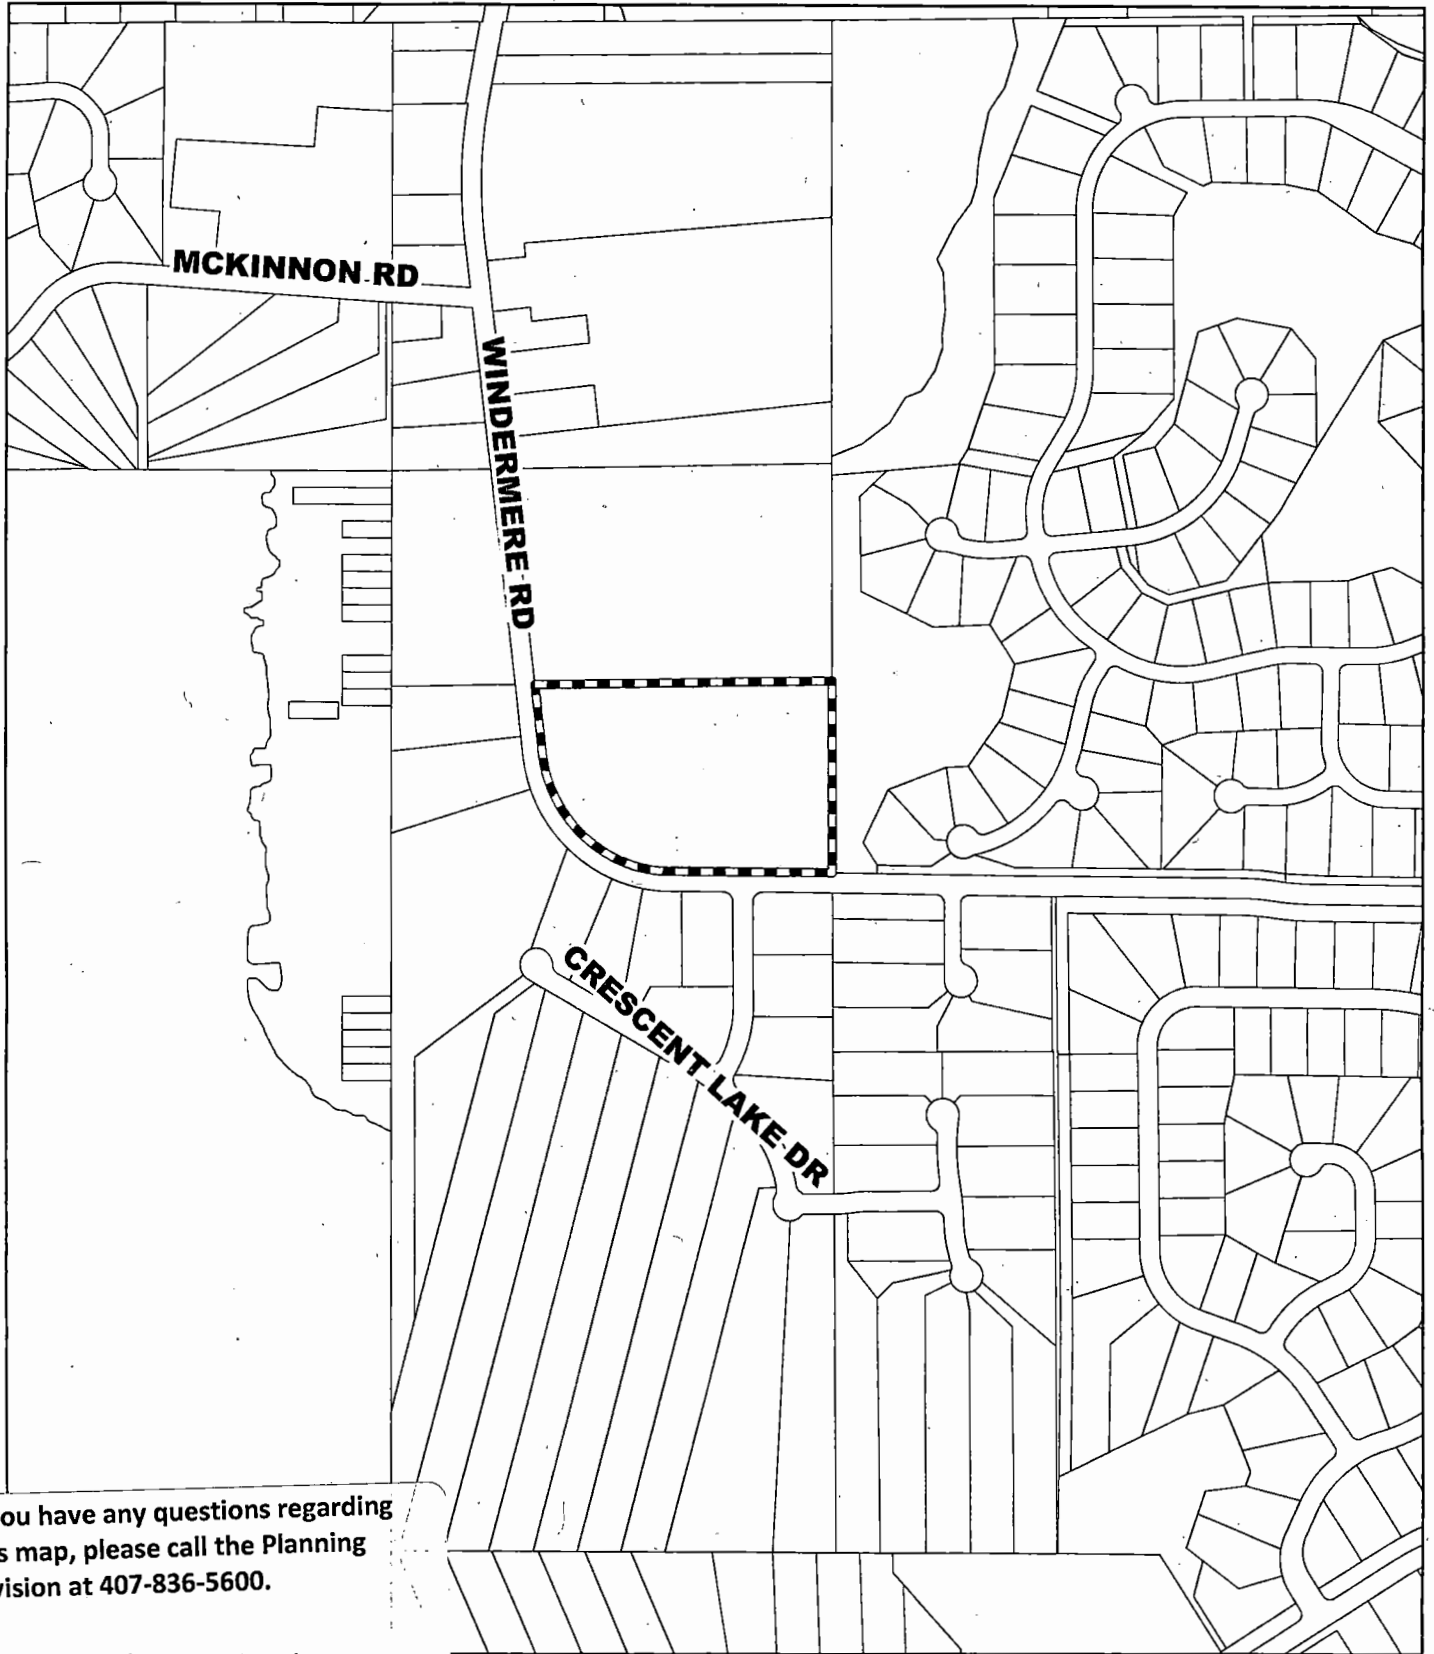 MCKINNON RD
WINDERMERE RD
CRESCENT LAKE DR
ou have any questions regarding
s map, please call the Planning
vision at 407-836-5600.